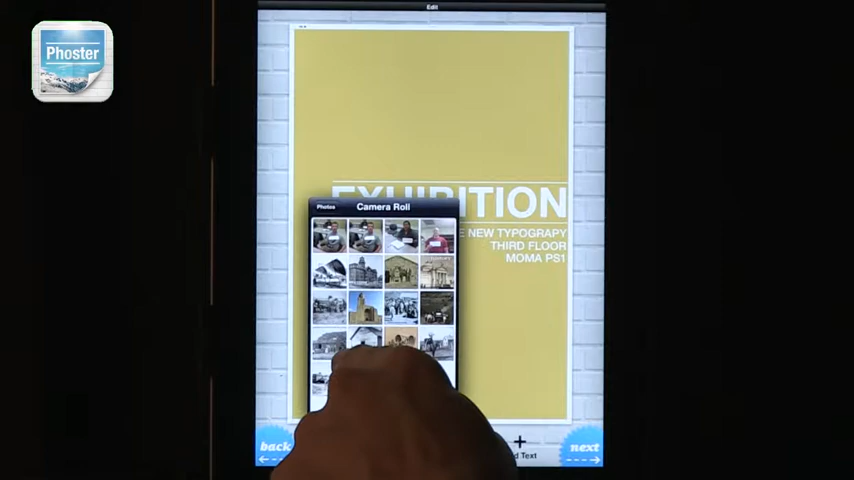 Edit
Phoster
EXHIBITION
Photos
Camera Roll
E NEW TYPOGRAPY
THIRD FLOOR
MOMA PS1
back
+
d Text
next